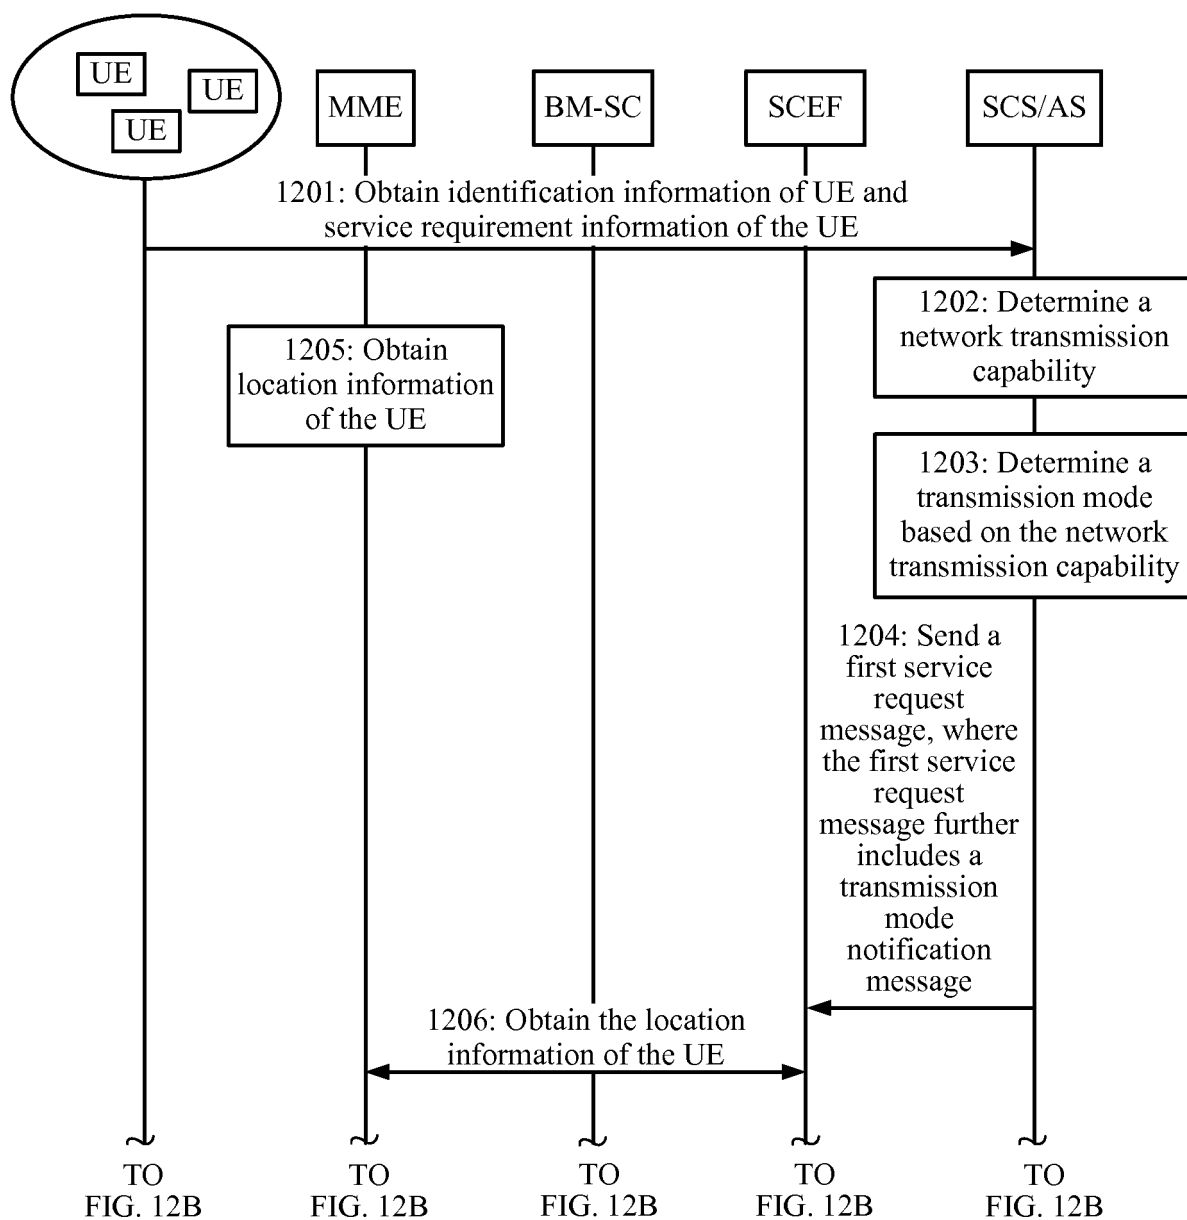 UE
UE
UE
MME
BM-SC
SCEF
SCS/AS
1201: Obtain identification information of UE and
service requirement information of the UE
1202: Determine a
network transmission
capability
1205: Obtain
location information
of the UE
1203: Determine a
transmission mode
based on the network
transmission capability
1204: Send a
first service
request
message, where
the first service
request
message further
includes a
transmission
mode
notification
message
1206: Obtain the location
information of the UE
TO
FIG. 12B
TO
FIG. 12B
TO
FIG. 12B
TO
FIG. 12B
TO
FIG. 12B